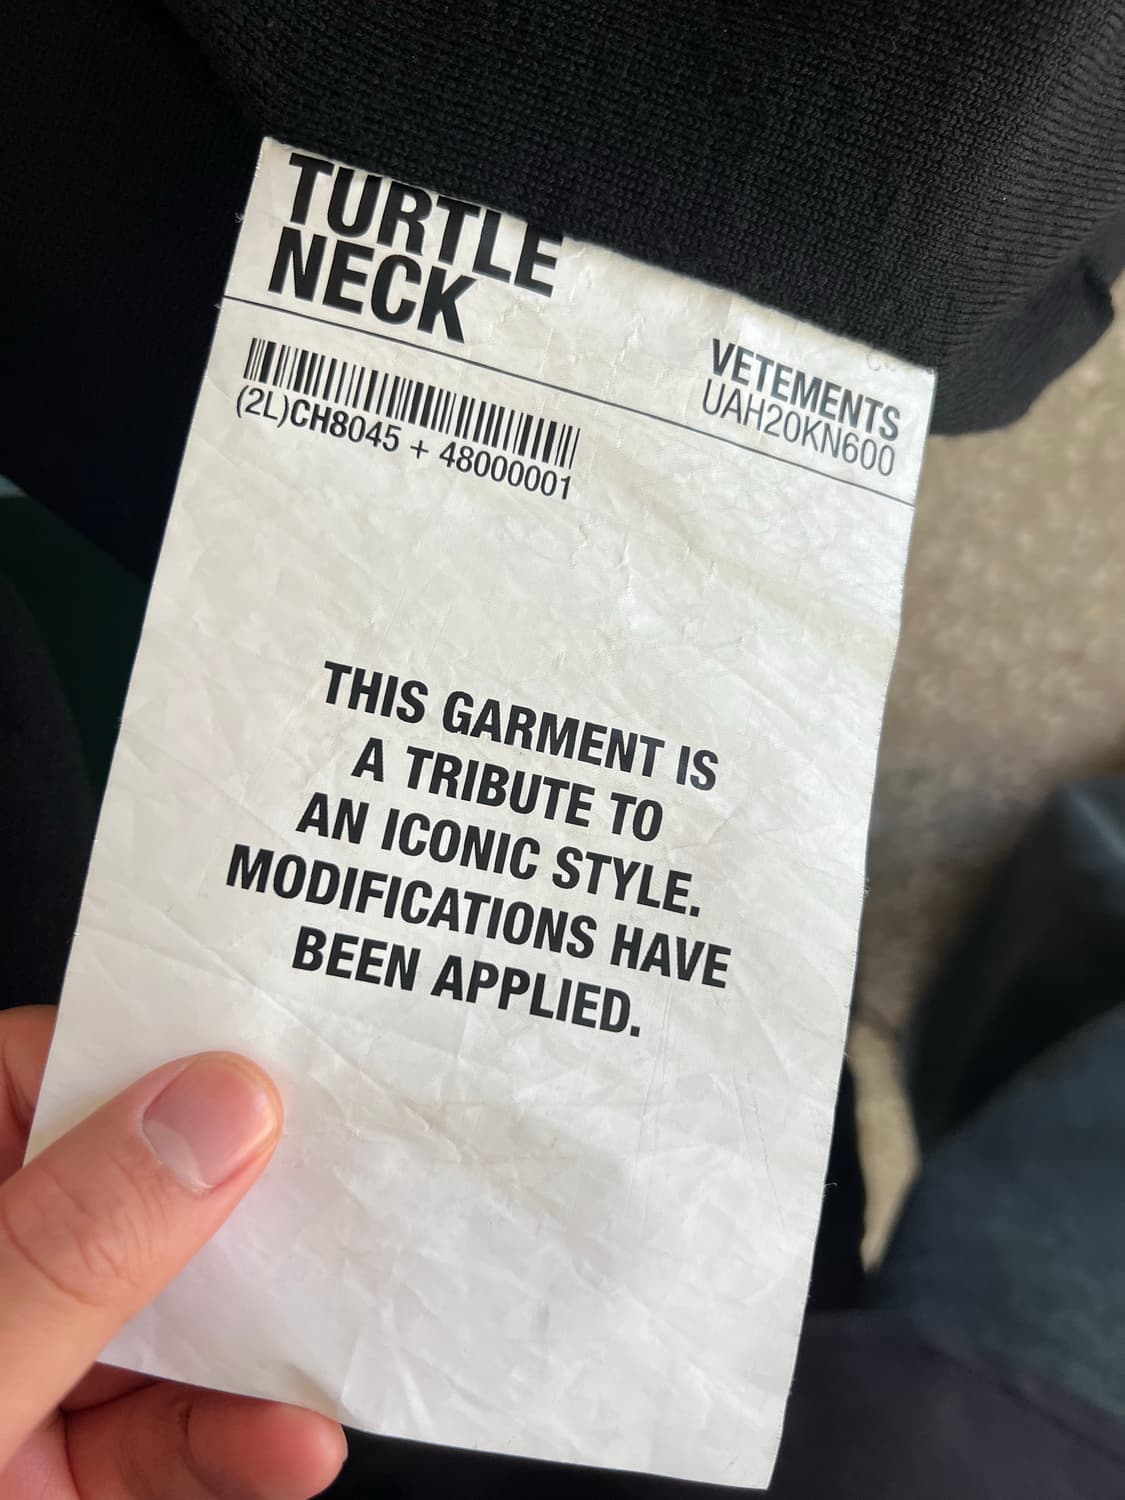 TURTLE
NECK
VETEMENTS
UAH20KN600
(2L)CH8045 + 48000001
THIS GARMENT IS
A TRIBUTE TO
AN ICONIC STYLE.
MODIFICATIONS HAVE
BEEN APPLIED.